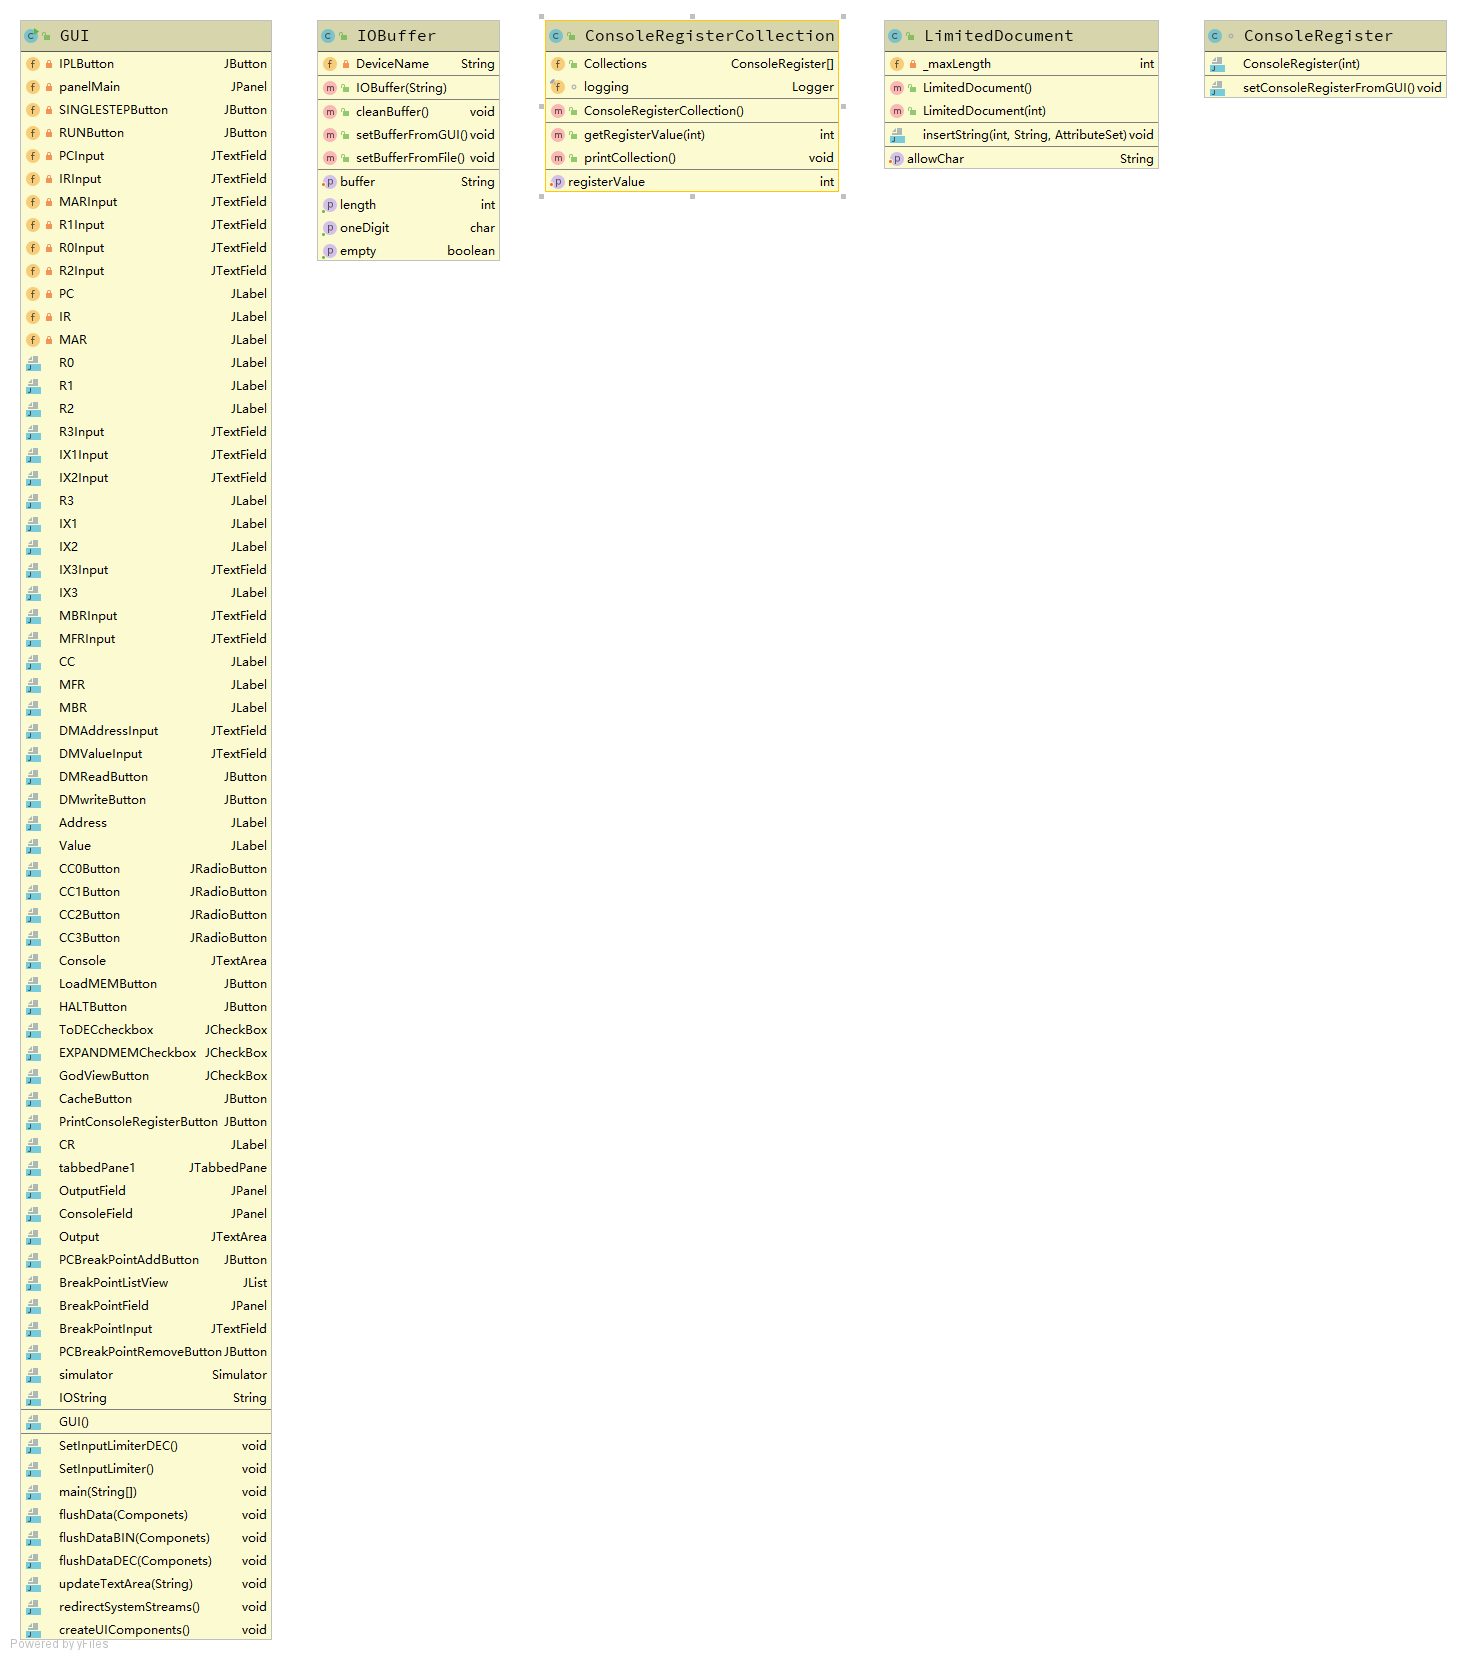 GUI
IPLButton JButton
panelMain JPanel
SINGLESTEPButton JButton
RUNButton JButton
PCInput JTextField
IRInput JTextField
MARInput JTextField
R1Input JTextField
R0Input JTextField
R2Input JTextField
PC JLabel
IR JLabel
MAR JLabel
R0 JLabel
R1 JLabel
R2 JLabel
R3Input JTextField
IX1Input JTextField
IX2Input JTextField
R3 JLabel
IX1 JLabel
IX2 JLabel
IX3Input JTextField
IX3 JLabel
MBRInput JTextField
MFRInput JTextField
CC JLabel
MFR JLabel
MBR JLabel
DMAddressInput JTextField
DMValueInput JTextField
DMReadButton JButton
DMwriteButton JButton
Address JLabel
Value JLabel
CC0Button JRadioButton
CC1Button JRadioButton
CC2Button JRadioButton
CC3Button JRadioButton
Console JTextArea
LoadMEMButton JButton
HALTButton JButton
ToDECcheckbox JCheckBox
EXPANDMEMCheckbox JCheckBox
GodViewButton JCheckBox
CacheButton JButton
PrintConsoleRegisterButton JButton
CR JLabel
tabbedPane1 JTabbedPane
OutputField JPanel
ConsoleField JPanel
Output JTextArea
PCBreakPointAddButton JButton
BreakPointListView JList
BreakPointField JPanel
BreakPointInput JTextField
PCBreakPointRemoveButton JButton
simulator Simulator
IOString String
GUI()
SetInputLimiterDEC() void
SetInputLimiter() void
main(String[]) void
flushData(Componets) void
flushDataBIN(Componets) void
flushDataDEC(Componets) void
updateTextArea(String) void
redirectSystemStreams() void
createUIComponents() void
Powered by yFiles
IOBuffer
DeviceName String
IOBuffer(String)
cleanBuffer() void
setBufferFromGUI() void
setBufferFromFile() void
buffer String
length int
oneDigit char
empty boolean
ConsoleRegisterCollection
Collections ConsoleRegister[]
logging Logger
ConsoleRegisterCollection()
getRegisterValue(int) int
printCollection() void
registerValue int
LimitedDocument
_maxLength int
LimitedDocument()
LimitedDocument(int)
insertString(int, String, AttributeSet) void
allowChar String
ConsoleRegister
ConsoleRegister(int)
setConsoleRegisterFromGUI() void